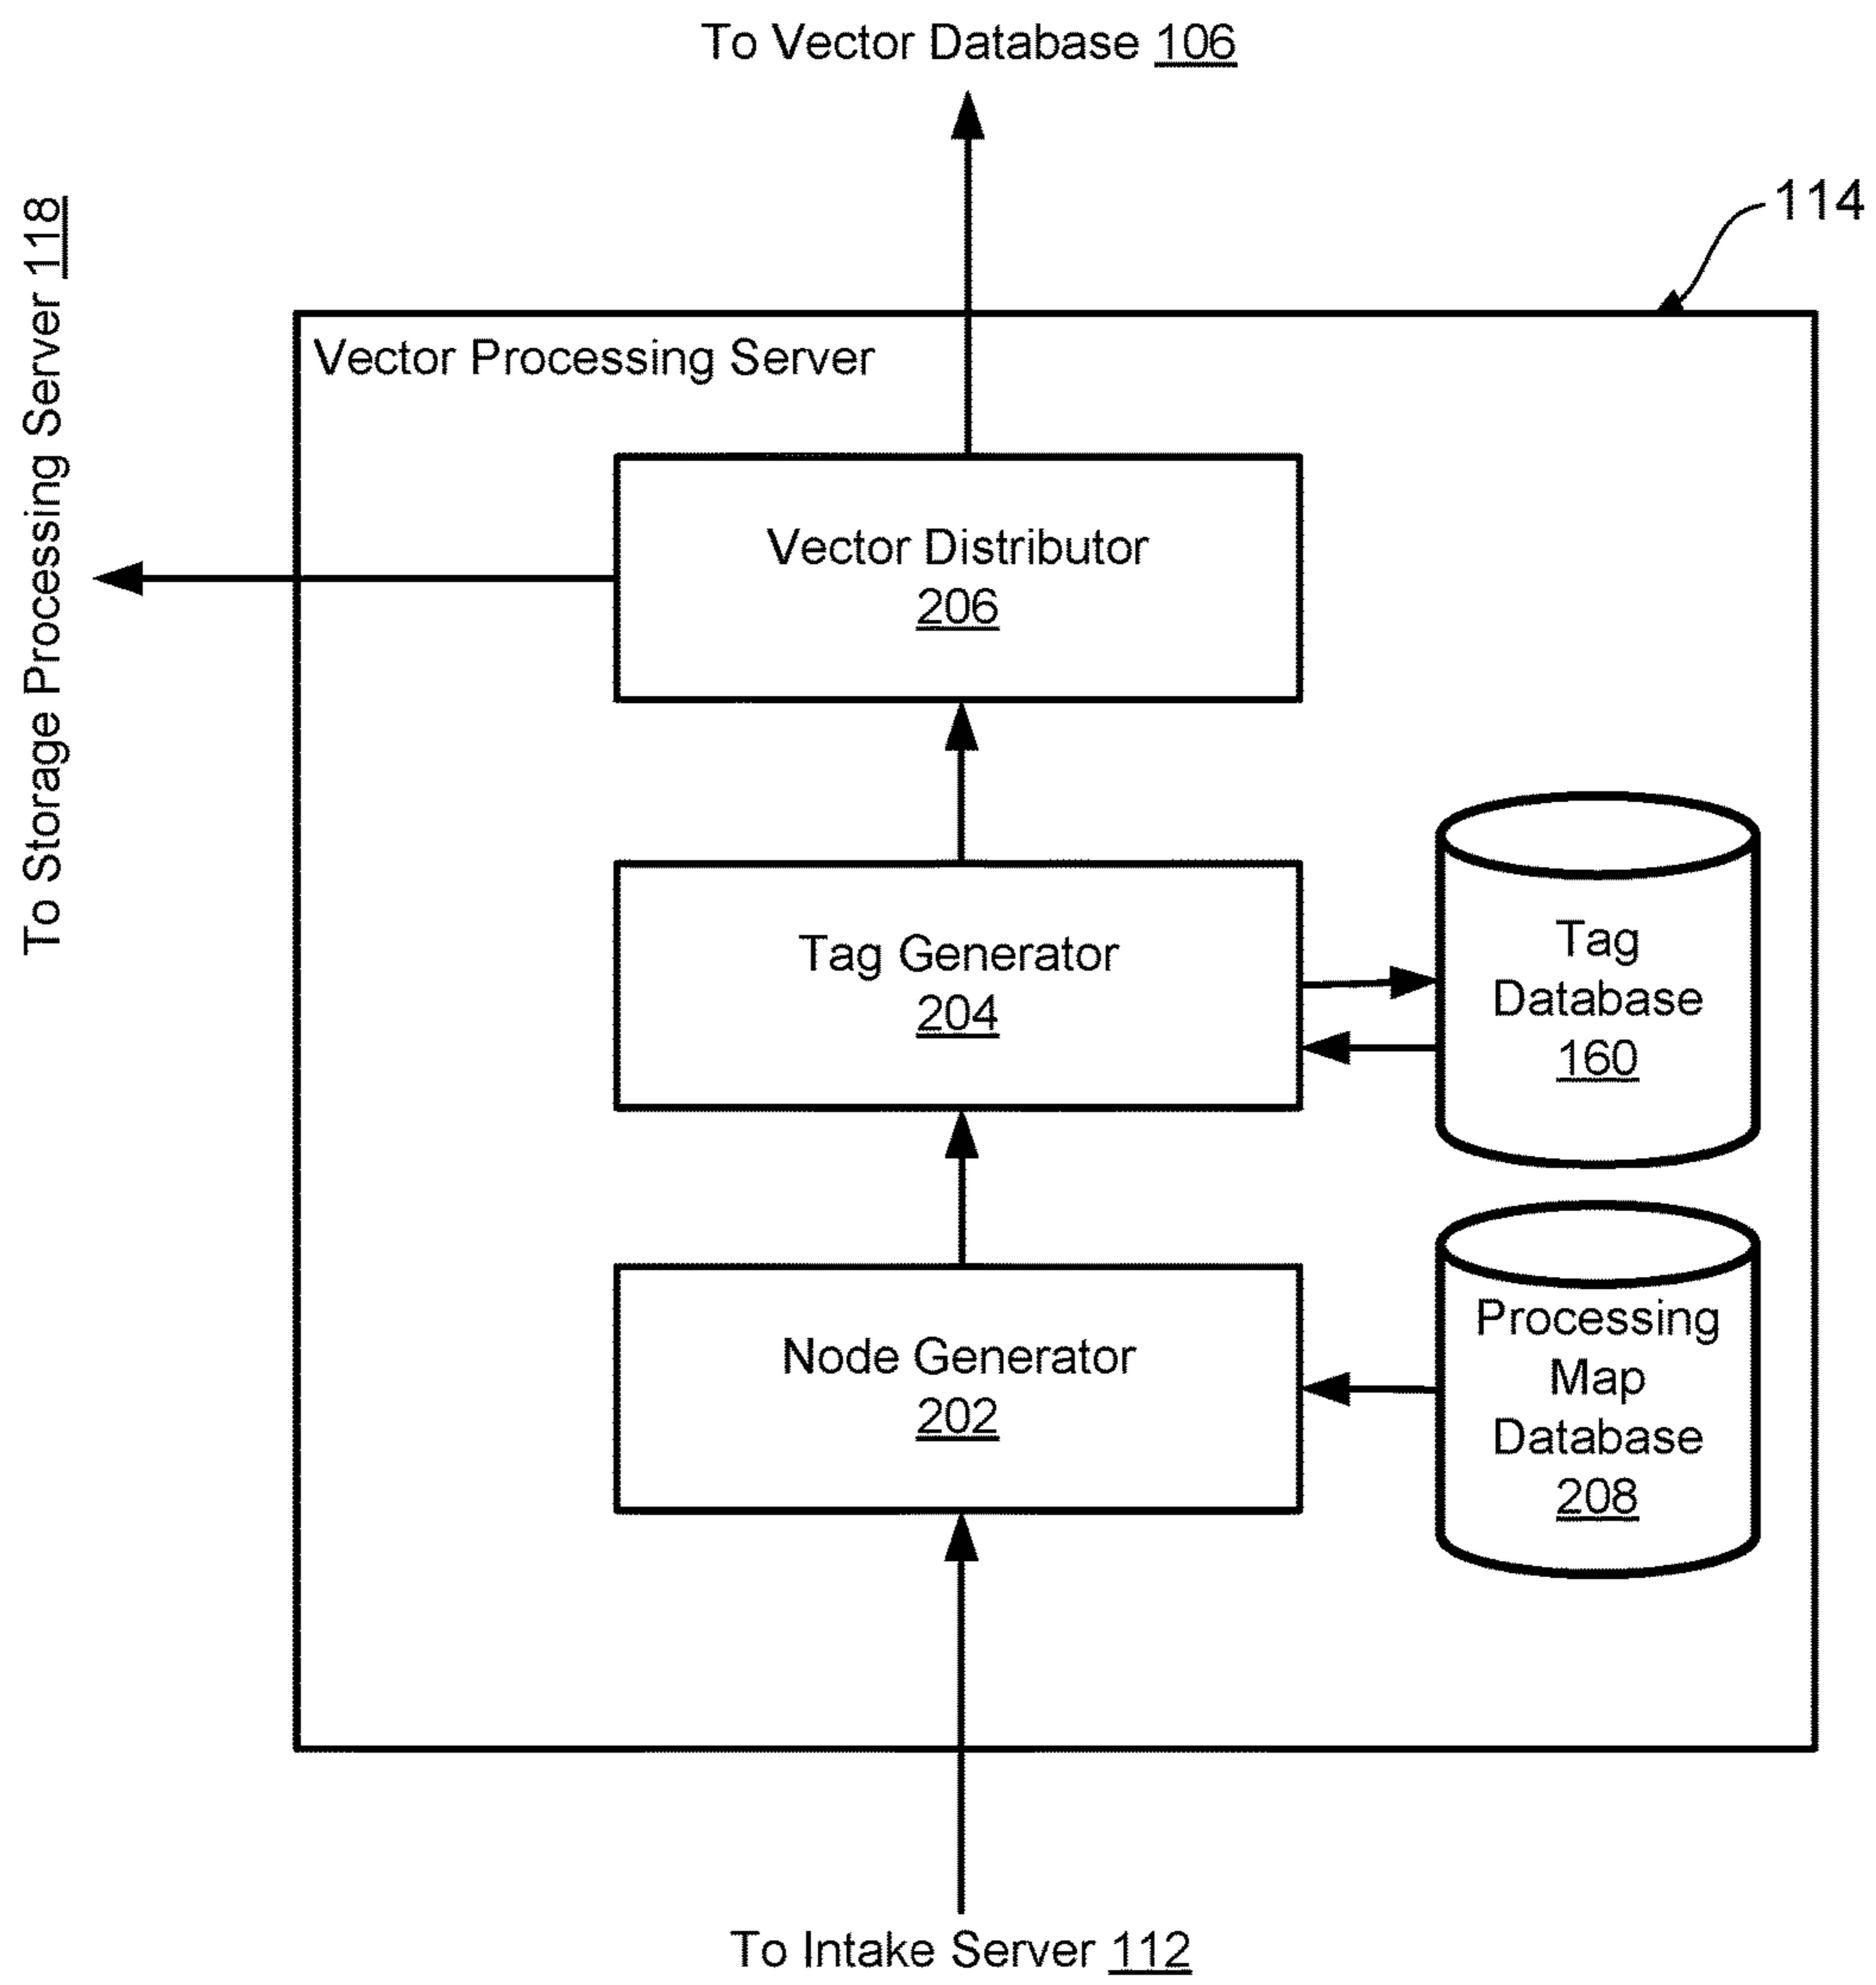 To Vector Database 106
114
To Storage Processing Server 118
Vector Processing Server
Vector Distributor
206
Tag Generator
204
Tag
Database
160
Node Generator
202
Processing
Map
Database
208
To Intake Server 112